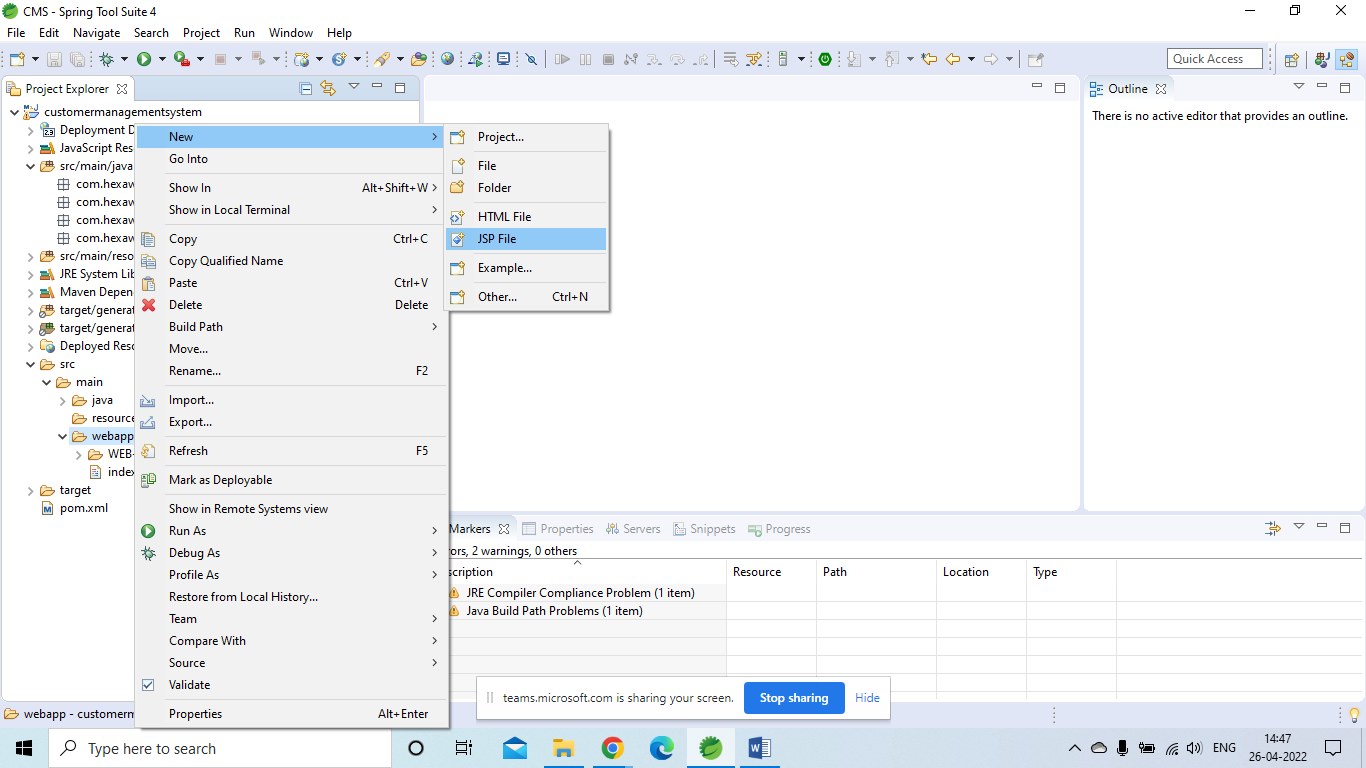 CMS - Spring Tool Suite 4
File Edit Navigate Search Project Run Window Help
Quick Access
Project Explorer
customermanagementsystem
Deployment D
JavaScript Res
src/main/java
com.hexaw
com.hexaw
com.hexaw
com.hexaw
src/main/reso
JRE System Lib
Maven Depen
target/generat
target/generat
Deployed Reso
src
main
java
resource
webapp
WEB-
index
target
pom.xml
New
Go Into
Show In Alt+Shift+W
Show in Local Terminal
Copy Ctrl+C
Copy Qualified Name
Paste Ctrl+V
Delete Delete
Build Path
Move...
Rename... F2
Import...
Export...
Refresh F5
Mark as Deployable
Show in Remote Systems view
Run As
Debug As
Profile As
Restore from Local History...
Team
Compare With
Source
Validate
Properties Alt+Enter
Project...
File
Folder
HTML File
JSP File
Example...
Other... Ctrl+N
Outline
There is no active editor that provides an outline.
Markers Properties Servers Snippets Progress
rors, 2 warnings, 0 others
scription Resource Path Location Type
JRE Compiler Compliance Problem (1 item)
Java Build Path Problems (1 item)
teams.microsoft.com is sharing your screen. Stop sharing Hide
webapp - customerm
Type here to search
ENG
14:47
26-04-2022